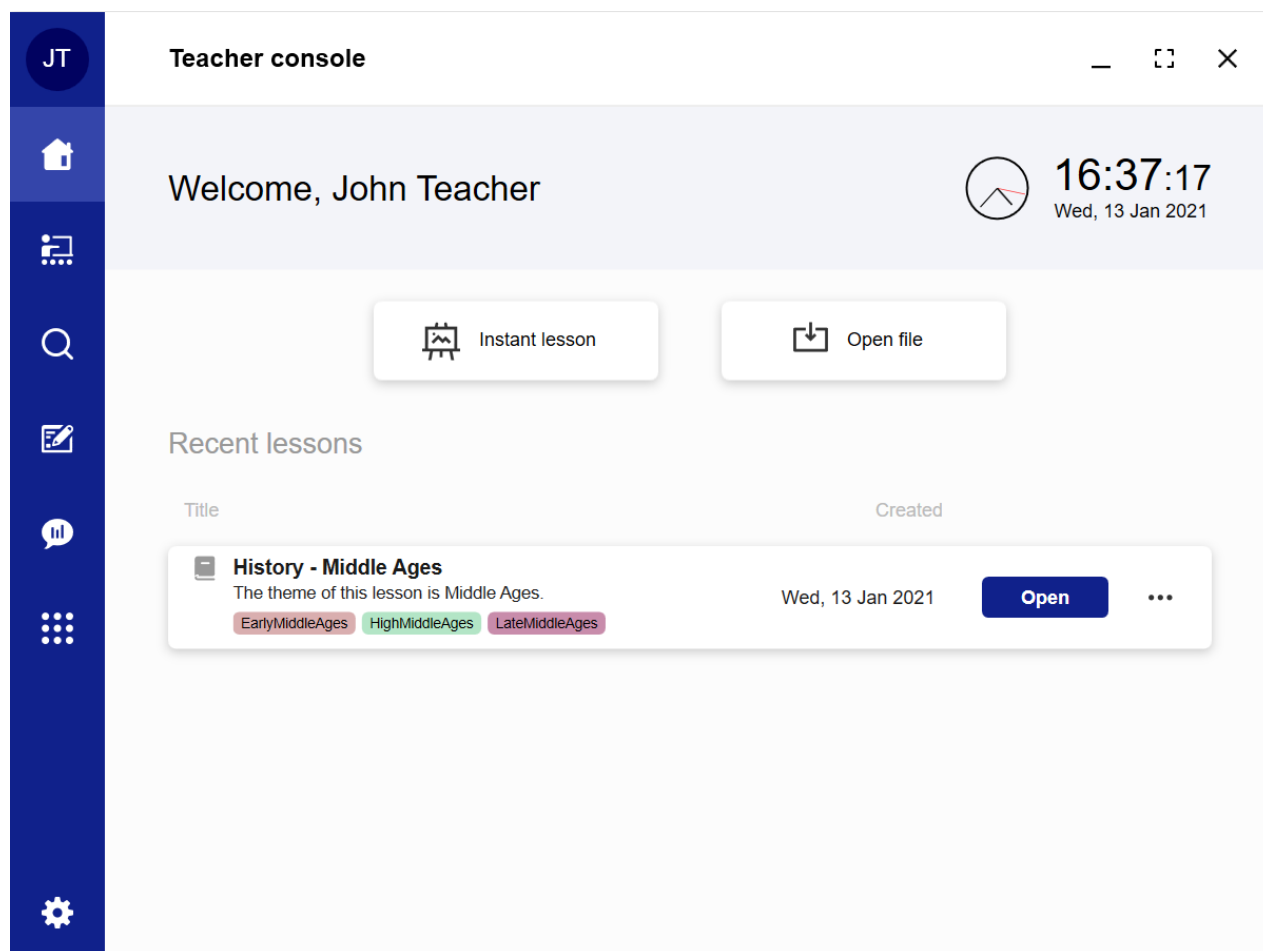 JT
Teacher console
Welcome, John Teacher
16:37:17
Wed, 13 Jan 2021
Instant lesson
Open file
Recent lessons
Title Created
History - Middle Ages
The theme of this lesson is Middle Ages.
EarlyMiddleAges HighMiddleAges LateMiddleAges
Wed, 13 Jan 2021
Open